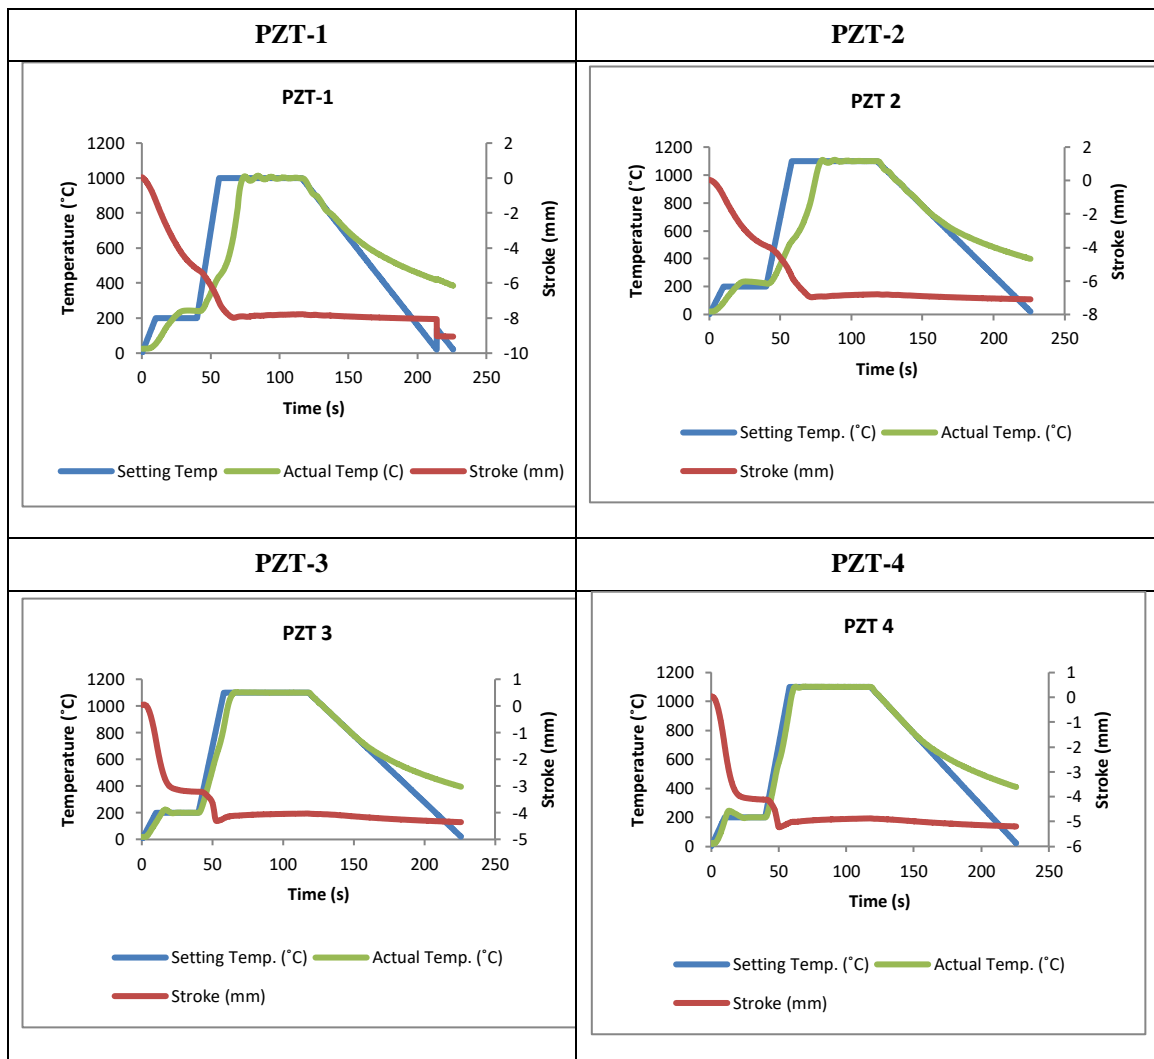 PZT-1
PZT-2
PZT-1
1200
1000
800
600
400
200
0
2
0
-2
-4
-6
-8
-10
0
50
100
150
200
250
Temperature (˚C)
Stroke (mm)
Time (s)
Setting Temp
Actual Temp (C)
Stroke (mm)
PZT 2
1200
1000
800
600
400
200
0
2
0
-2
-4
-6
-8
0
50
100
150
200
250
Temperature (˚C)
Stroke (mm)
Time (s)
Setting Temp. (˚C)
Actual Temp. (˚C)
Stroke (mm)
PZT-3
PZT-4
PZT 3
1200
1000
800
600
400
200
0
1
0
-1
-2
-3
-4
-5
0
50
100
150
200
250
Temperature (˚C)
Stroke (mm)
Time (s)
Setting Temp. (˚C)
Actual Temp. (˚C)
Stroke (mm)
PZT 4
1200
1000
800
600
400
200
0
1
0
-1
-2
-3
-4
-5
-6
0
50
100
150
200
250
Temperature (˚C)
Stroke (mm)
Time (s)
Setting Temp. (˚C)
Actual Temp. (˚C)
Stroke (mm)